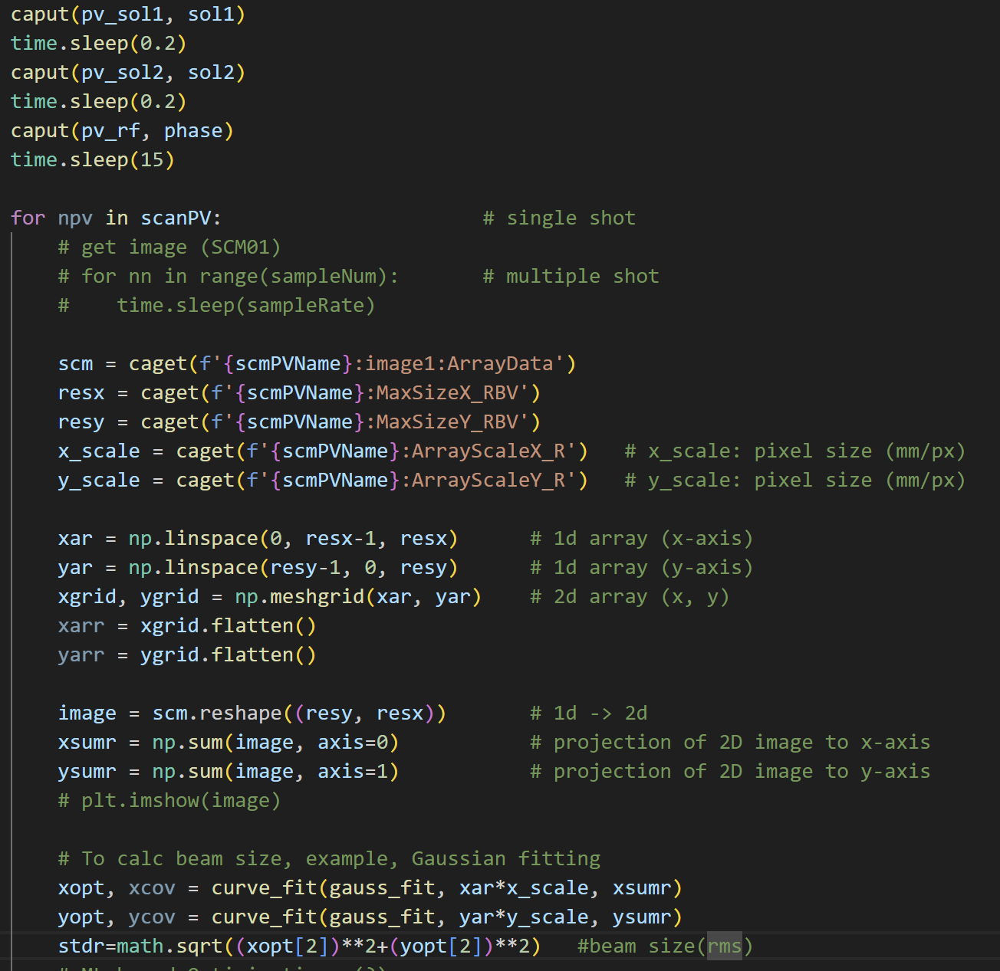 caput(pv_sol1, sol1)
time.sleep(0.2)
caput(pv_sol2, sol2)
time.sleep(0.2)
caput(pv_rf, phase)
time.sleep(15)

for npv in scanPV:                      # single shot
    # get image (SCM01)
    # for nn in range(sampleNum):       # multiple shot
    #    time.sleep(sampleRate)

    scm = caget(f'{scmPVName}:image1:ArrayData')
    resx = caget(f'{scmPVName}:MaxSizeX_RBV')
    resy = caget(f'{scmPVName}:MaxSizeY_RBV')
    x_scale = caget(f'{scmPVName}:ArrayScaleX_R')   # x_scale: pixel size (mm/px)
    y_scale = caget(f'{scmPVName}:ArrayScaleY_R')   # y_scale: pixel size (mm/px)

    xar = np.linspace(0, resx-1, resx)      # 1d array (x-axis)
    yar = np.linspace(resy-1, 0, resy)      # 1d array (y-axis)
    xgrid, ygrid = np.meshgrid(xar, yar)    # 2d array (x, y)
    xarr = xgrid.flatten()
    yarr = ygrid.flatten()

    image = scm.reshape((resy, resx))       # 1d -> 2d
    xsumr = np.sum(image, axis=0)           # projection of 2D image to x-axis
    ysumr = np.sum(image, axis=1)           # projection of 2D image to y-axis
    # plt.imshow(image)

    # To calc beam size, example, Gaussian fitting
    xopt, xcov = curve_fit(gauss_fit, xar*x_scale, xsumr)
    yopt, ycov = curve_fit(gauss_fit, yar*y_scale, ysumr)
    stdr=math.sqrt((xopt[2])**2+(yopt[2])**2)   #beam size(rms)